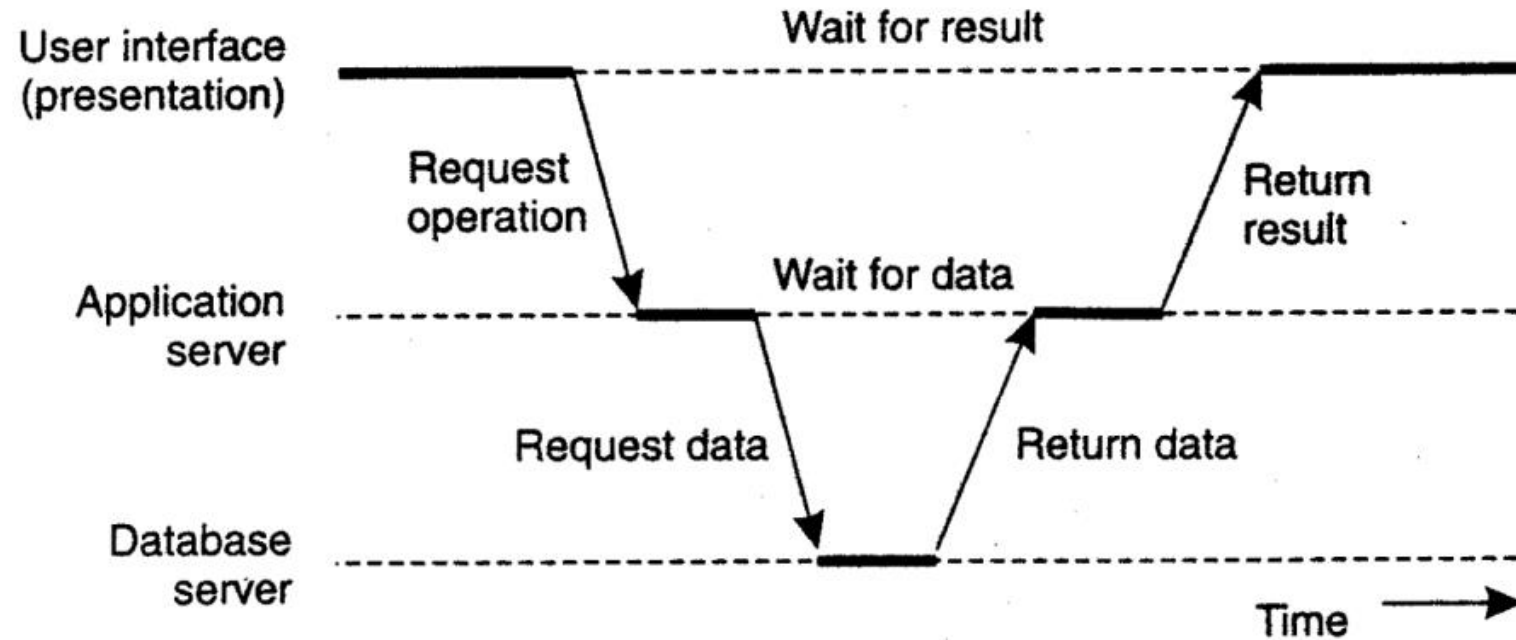 Wait for result
User interface
(presentation)
Request
operation
Return
result
Wait for data
Application
server
Request data
Return data
Database
server
Time